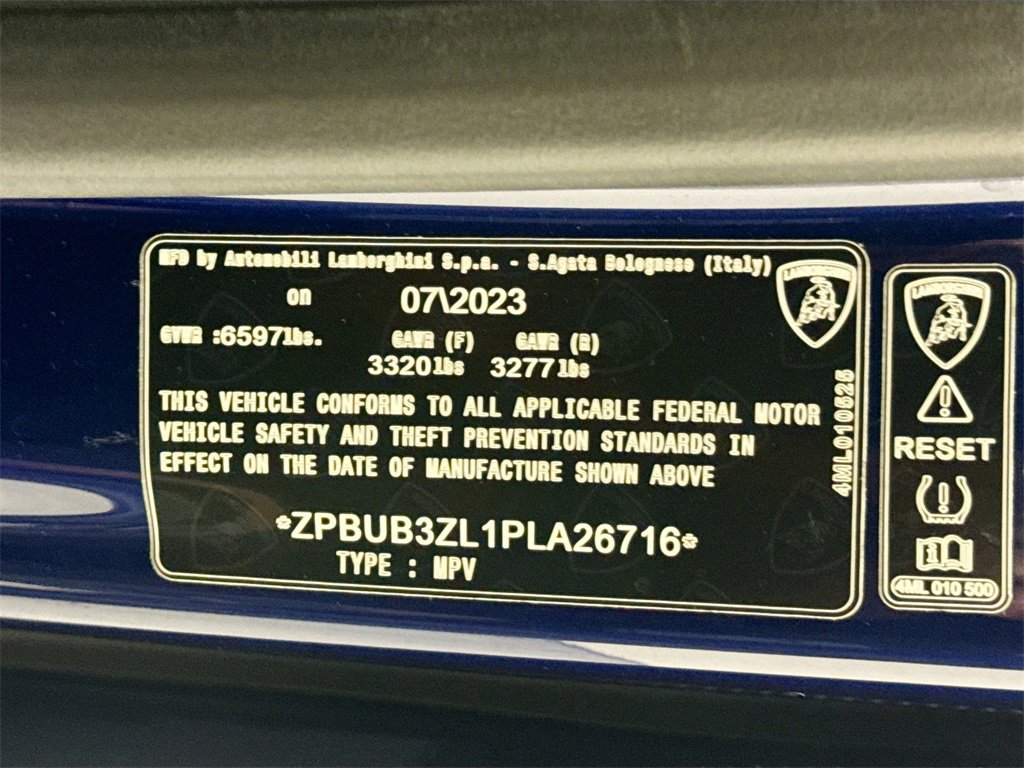 MFD by Automobili Lamborghini S.p.a. - S.Agata Bolognese (Italy)
on 07\2023
GVWR :6597lbs. GAWR (F) GAWR (R)
3320lbs 3277lbs
THIS VEHICLE CONFORMS TO ALL APPLICABLE FEDERAL MOTOR
VEHICLE SAFETY AND THEFT PREVENTION STANDARDS IN
EFFECT ON THE DATE OF MANUFACTURE SHOWN ABOVE
*ZPBUB3ZL1PLA26716*
TYPE : MPV
4ML010525
LAMBORGHINI
LAMBORGHINI
RESET
4ML 010 500